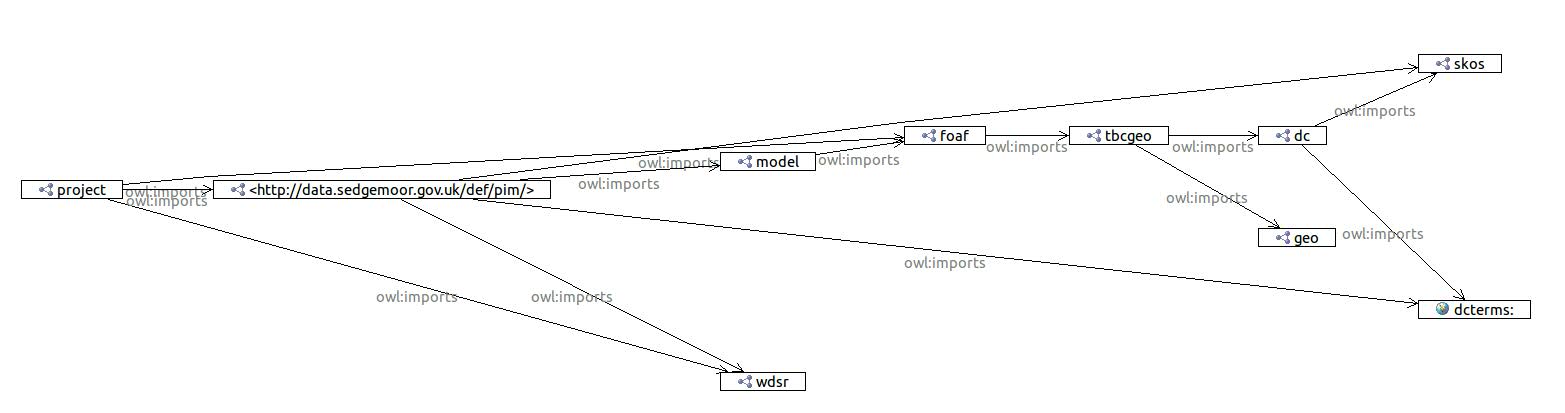 skos
owl:imports
foaf
tbcgeo
dc
owl:imports
owl:imports
model
owl:imports
owl:imports
owl:imports
project
owl:imports
owl:imports
<http://data.sedgemoor.gov.uk/def/pim/>
owl:imports
geo
owl:imports
owl:imports
dcterms:
owl:imports
owl:imports
wdsr